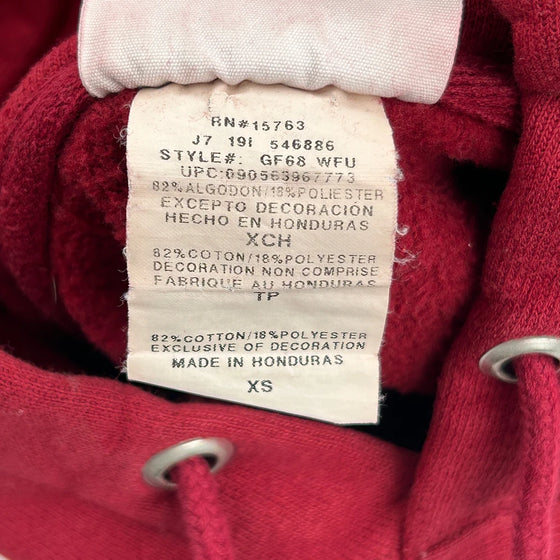 RN#15763
J7 19I 546886
STYLE#: GF68 WFU
UPC:090563967773
82%ALGODON/18%POLIESTER
EXCEPTO DECORACIÓN
HECHO EN HONDURAS
XCH
82%COTON/18%POLYESTER
DECORATION NON COMPRISE
FABRIQUE AU HONDURAS
TP
82%COTTON/18%POLYESTER
EXCLUSIVE OF DECORATION
MADE IN HONDURAS
XS